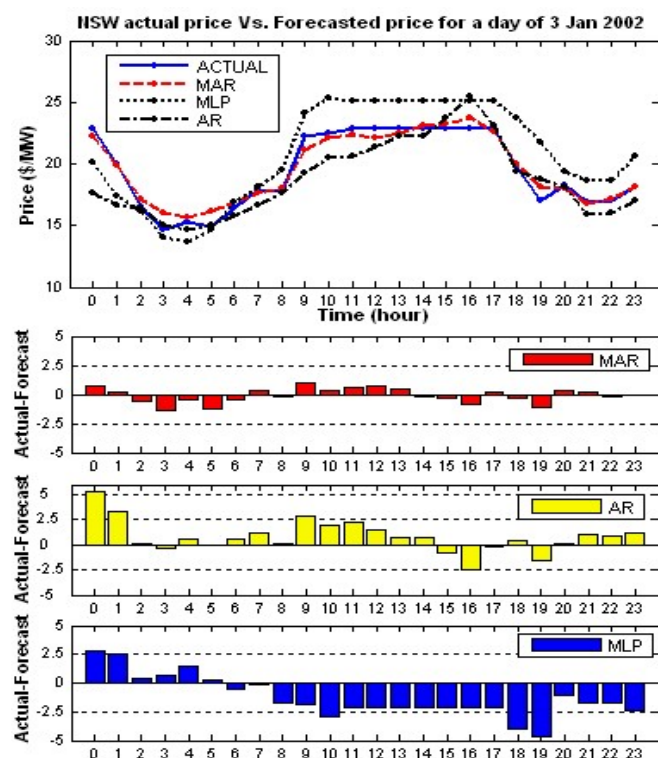 NSW actual price Vs. Forecasted price for a day of 3 Jan 2002
30
25
20
15
10
Price ($/MW)
ACTUAL
MAR
MLP
AR
0 1 2 3 4 5 6 7 8 9 10 11 12 13 14 15 16 17 18 19 20 21 22 23
Time (hour)
Actual-Forecast
5
2.5
0
-2.5
-5
MAR
0 1 2 3 4 5 6 7 8 9 10 11 12 13 14 15 16 17 18 19 20 21 22 23
Actual-Forecast
5
2.5
0
-2.5
-5
AR
0 1 2 3 4 5 6 7 8 9 10 11 12 13 14 15 16 17 18 19 20 21 22 23
Actual-Forecast
5
2.5
0
-2.5
-5
MLP
0 1 2 3 4 5 6 7 8 9 10 11 12 13 14 15 16 17 18 19 20 21 22 23